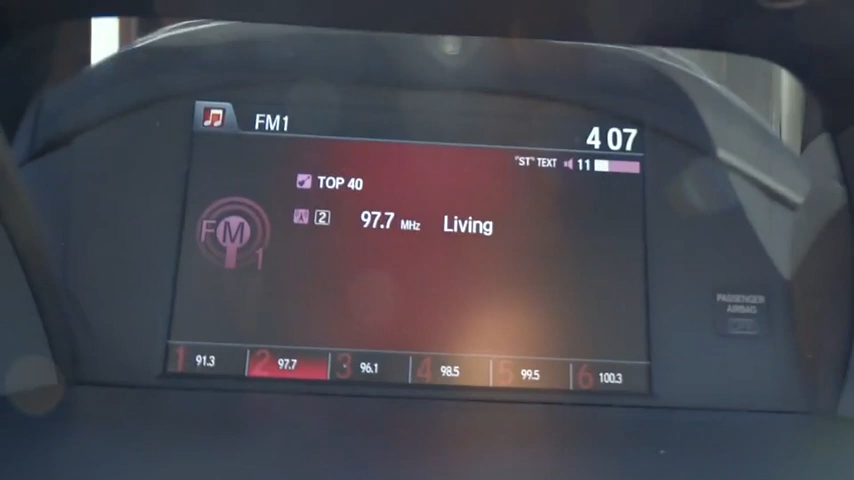 FM1
4 07
"ST" TEXT 11
TOP 40
2 97.7 MHz Living
FM 1
1 91.3 2 97.7 3 96.1 4 98.5 5 99.5 6 100.3
PASSENGER
AIRBAG